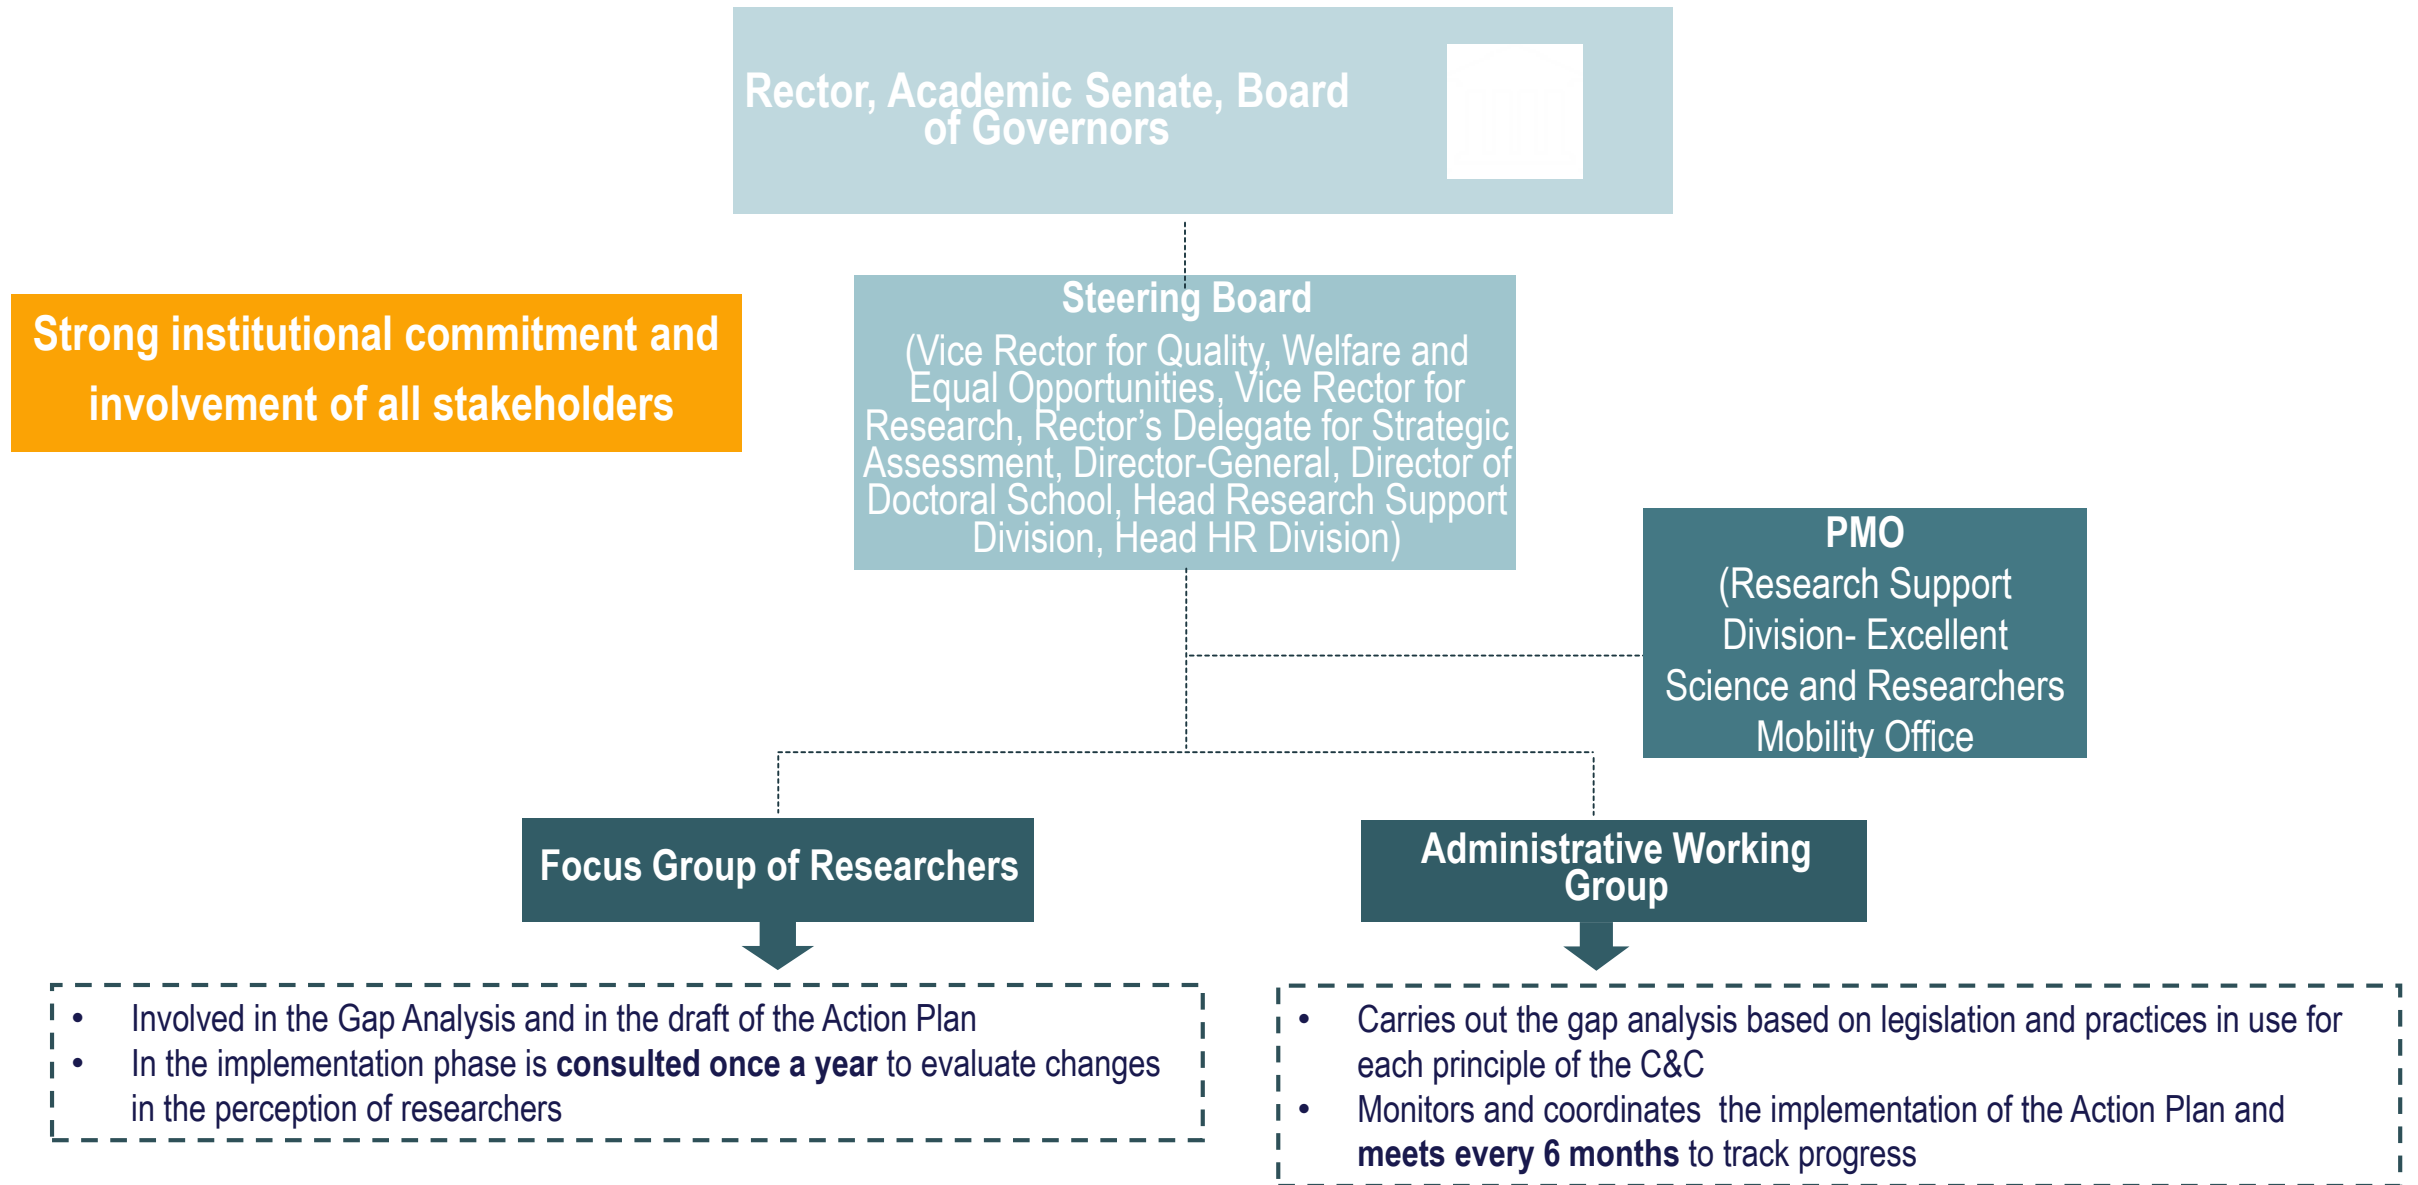 Rector, Academic Senate, Board
of Governors
Strong institutional commitment and
involvement of all stakeholders
Steering Board
(Vice Rector for Quality, Welfare and
Equal Opportunities, Vice Rector for
Research, Rector’s Delegate for Strategic
Assessment, Director-General, Director of
Doctoral School, Head Research Support
Division, Head HR Division)
PMO
(Research Support
Division- Excellent
Science and Researchers
Mobility Office
Focus Group of Researchers
Administrative Working
Group
• Involved in the Gap Analysis and in the draft of the Action Plan
• In the implementation phase is consulted once a year to evaluate changes
in the perception of researchers
• Carries out the gap analysis based on legislation and practices in use for
each principle of the C&C
• Monitors and coordinates  the implementation of the Action Plan and
meets every 6 months to track progress